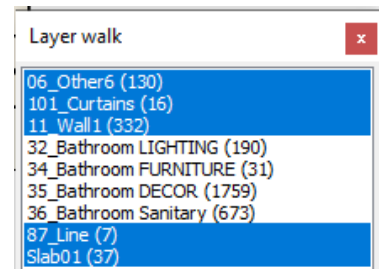 Layer walk
x
06_Other6 (130)
101_Curtains (16)
11_Wall1 (332)
32_Bathroom LIGHTING (190)
34_Bathroom FURNITURE (31)
35_Bathroom DECOR (1759)
36_Bathroom Sanitary (673)
87_Line (7)
Slab01 (37)